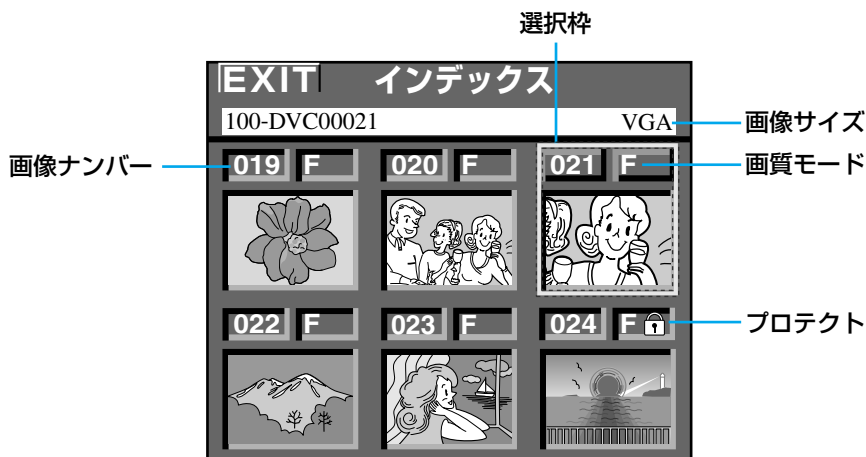 選択枠
EXIT インデックス
100-DVC00021 VGA
画像サイズ
画像ナンバー
019 F 020 F 021 F
画質モード
022 F 023 F 024 F
プロテクト